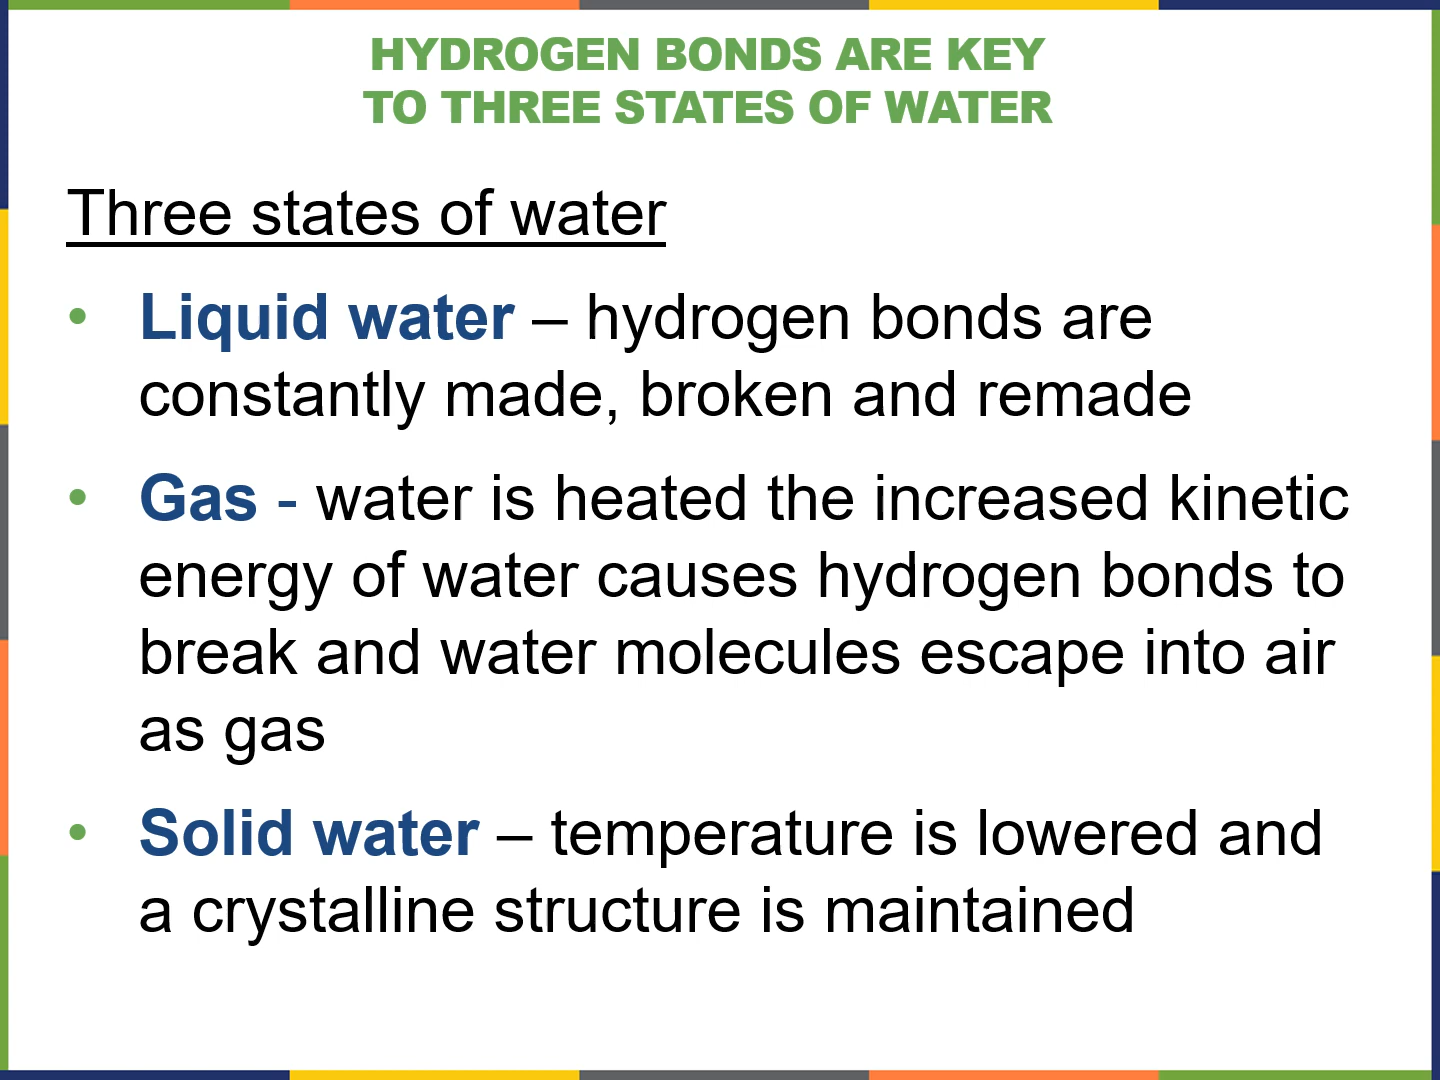 HYDROGEN BONDS ARE KEY
TO THREE STATES OF WATER
Three states of water
• Liquid water – hydrogen bonds are
constantly made, broken and remade
• Gas - water is heated the increased kinetic
energy of water causes hydrogen bonds to
break and water molecules escape into air
as gas
• Solid water – temperature is lowered and
a crystalline structure is maintained